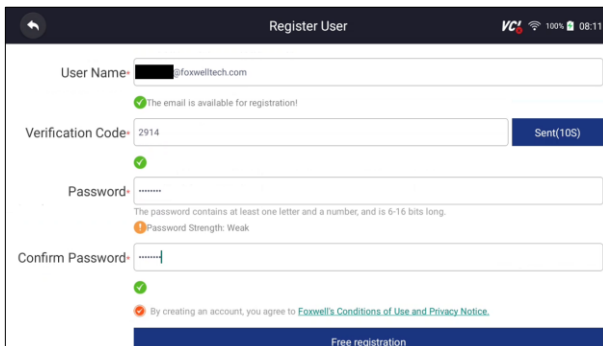 Register User
VCI 100% 08:11
User Name* @foxwelltech.com
The email is available for registration!
Verification Code* 2914 Sent(10S)
Password* ········
The password contains at least one letter and a number, and is 6-16 bits long.
Password Strength: Weak
Confirm Password* ········
By creating an account, you agree to Foxwell's Conditions of Use and Privacy Notice.
Free registration